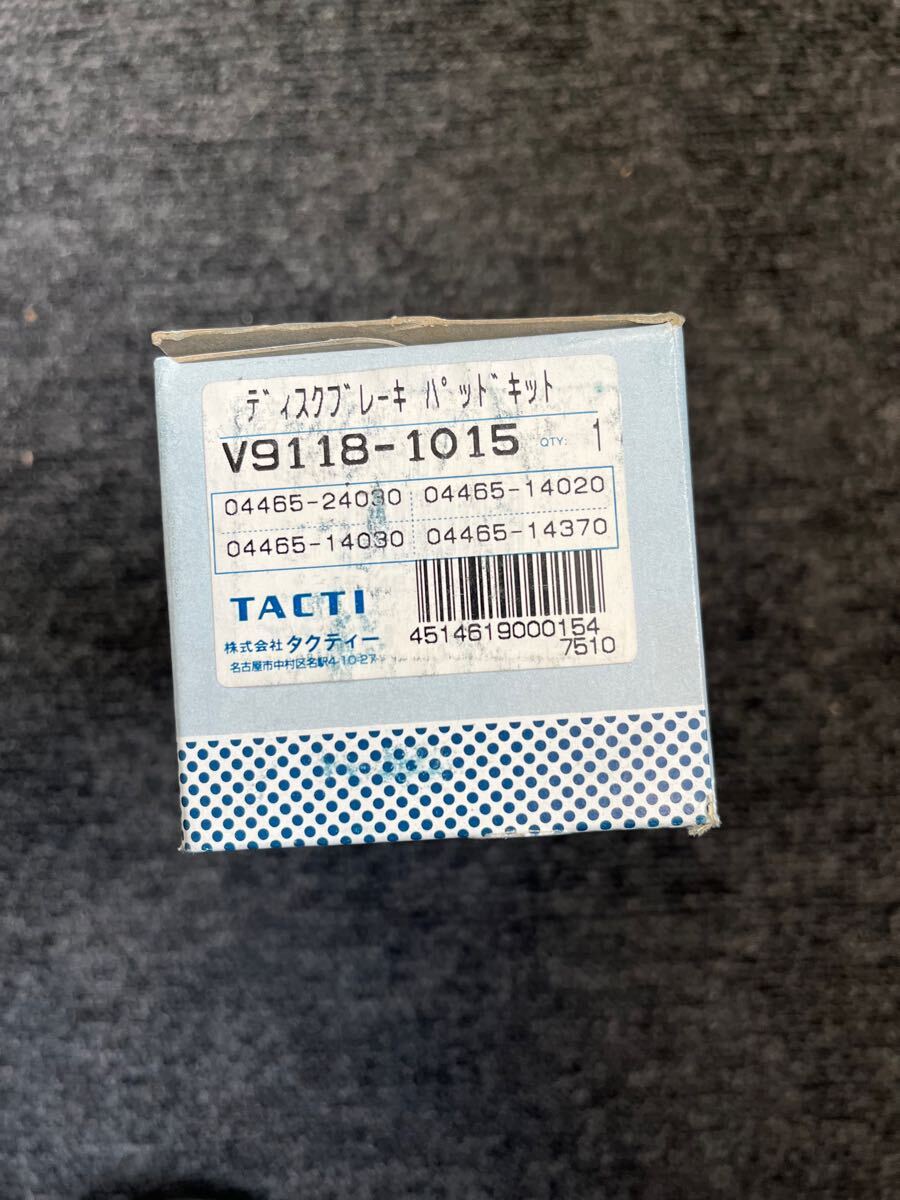 ディスクブレーキ パッドキット
V9118-1015 QTY: 1
04465-24030 04465-14020
04465-14030 04465-14370
TACTI
株式会社 タクティー
名古屋市中村区名駅4-10-27
4514619000154
7510